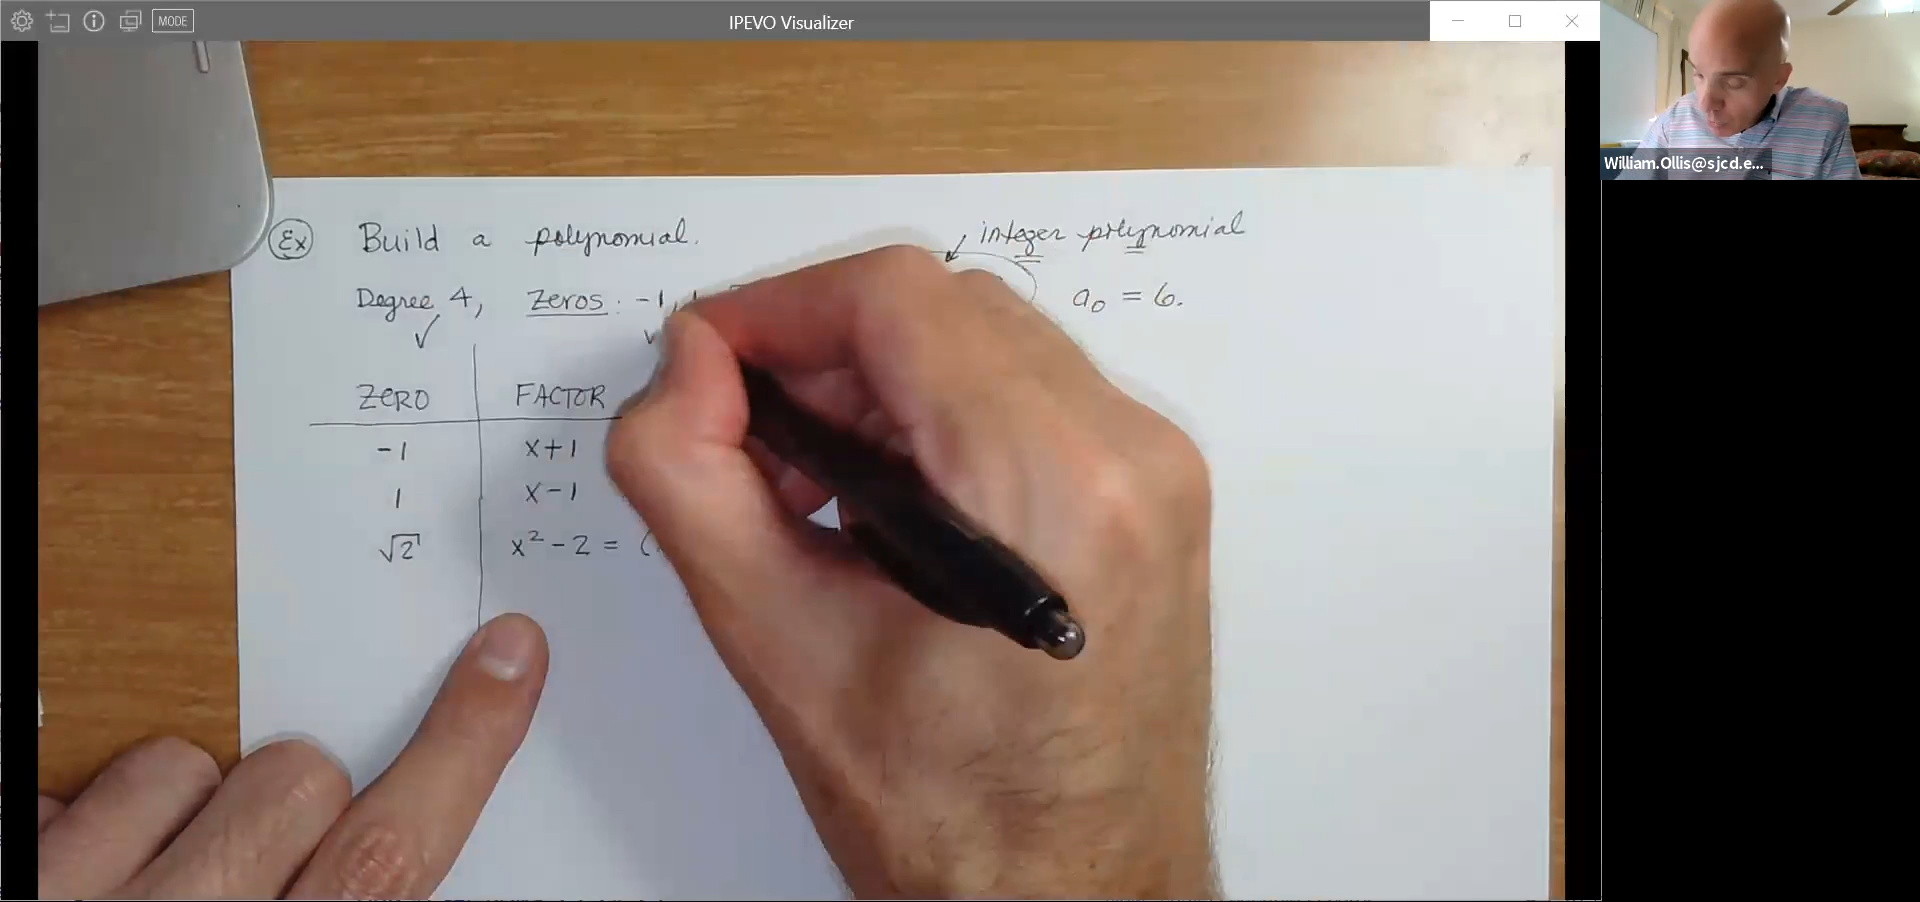 MODE
IPEVO Visualizer
William.Ollis@sjcd.e...
Ex Build a polynomial.
integer polynomial
Degree 4, Zeros: -1, 1,
a₀ = 6.
ZERO FACTOR
-1 x+1
1 x-1
√2 x² - 2 = (